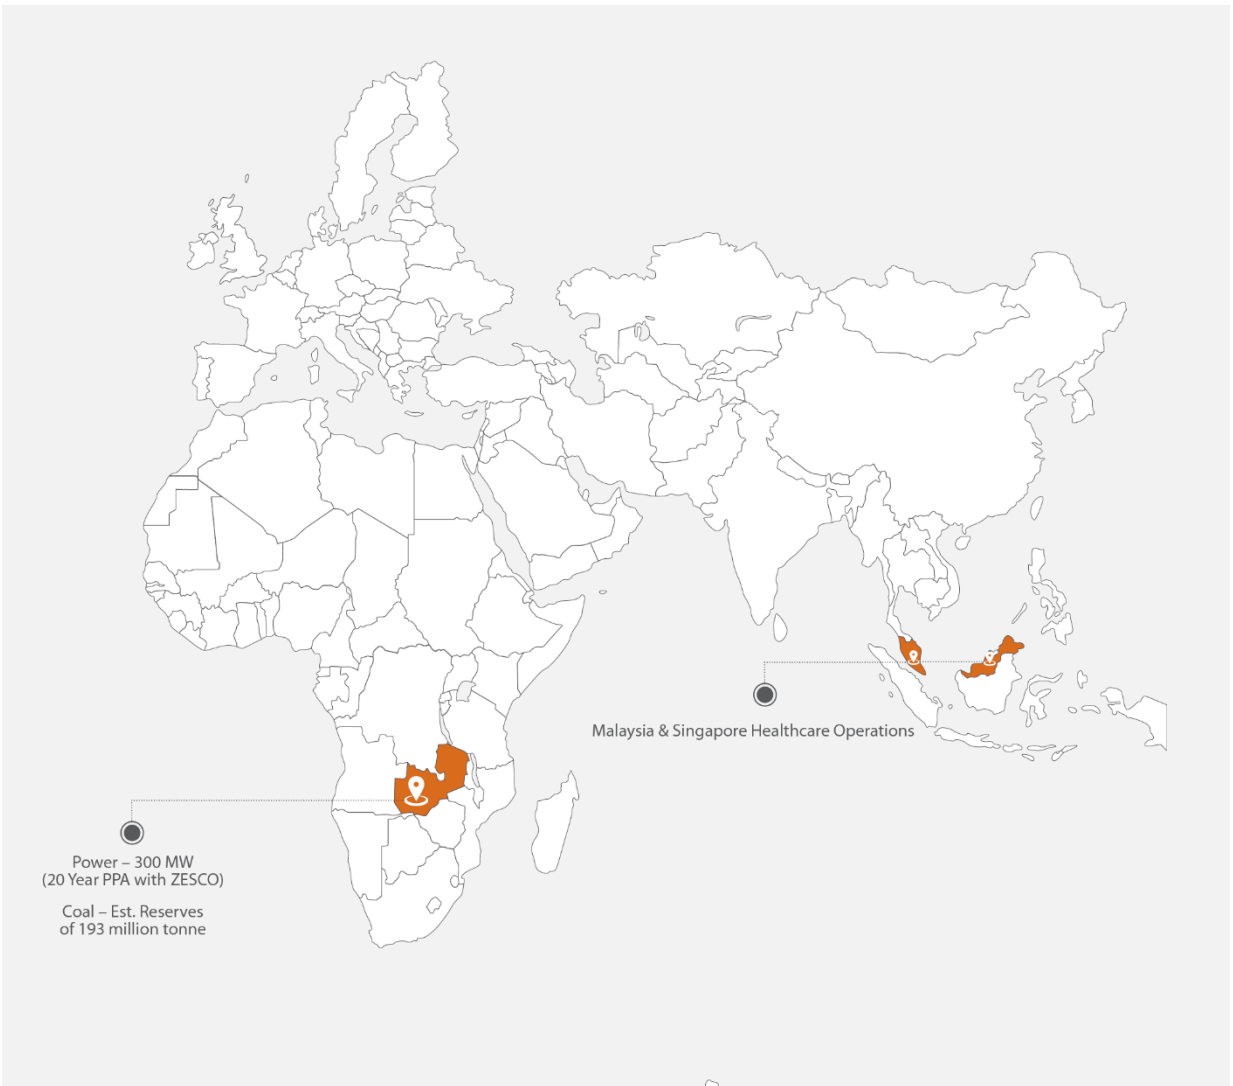 Malaysia & Singapore Healthcare Operations
Power – 300 MW
(20 Year PPA with ZESCO)
Coal – Est. Reserves
of 193 million tonne